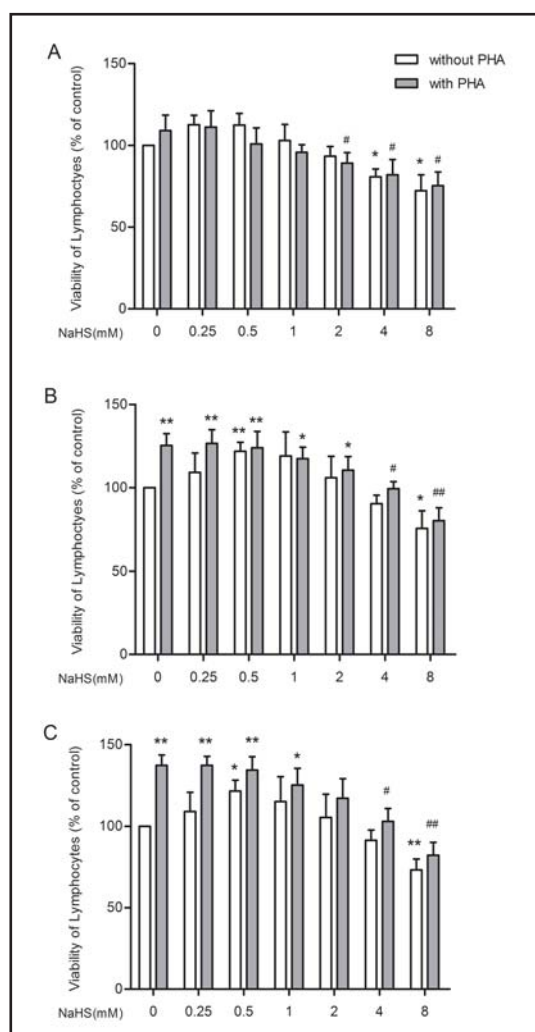 A
without PHA
with PHA
Viability of Lymphoctyes (% of control)
150
100
50
0
# * # * #
NaHS(mM) 0 0.25 0.5 1 2 4 8
B
Viability of Lymphoctyes (% of control)
150
100
50
0
** ** ** ** * * # * ##
NaHS(mM) 0 0.25 0.5 1 2 4 8
C
Viability of Lymphocytes (% of control)
150
100
50
0
** ** * ** * # ** ##
NaHS(mM) 0 0.25 0.5 1 2 4 8